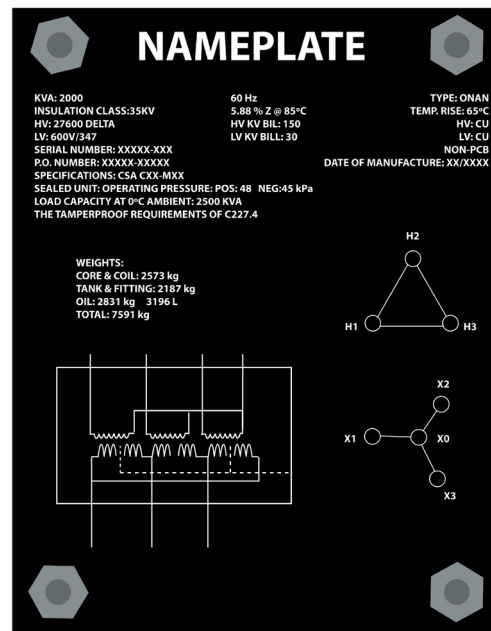 NAMEPLATE
KVA: 2000 60 Hz TYPE: ONAN
INSULATION CLASS:35KV 5.88 % Z @ 85ºC TEMP. RISE: 65ºC
HV: 27600 DELTA HV KV BIL: 150 HV: CU
LV: 600V/347 LV KV BILL: 30 LV: CU
SERIAL NUMBER: XXXXX-XXX NON-PCB
P.O. NUMBER: XXXXX-XXXXX DATE OF MANUFACTURE: XX/XXXX
SPECIFICATIONS: CSA CXX-MXX
SEALED UNIT: OPERATING PRESSURE: POS: 48 NEG:45 kPa
LOAD CAPACITY AT 0ºC AMBIENT: 2500 KVA
THE TAMPERPROOF REQUIREMENTS OF C227.4
WEIGHTS:
CORE & COIL: 2573 kg
TANK & FITTING: 2187 kg
OIL: 2831 kg 3196 L
TOTAL: 7591 kg
H2
H1 H3
X2
X1 X0
X3